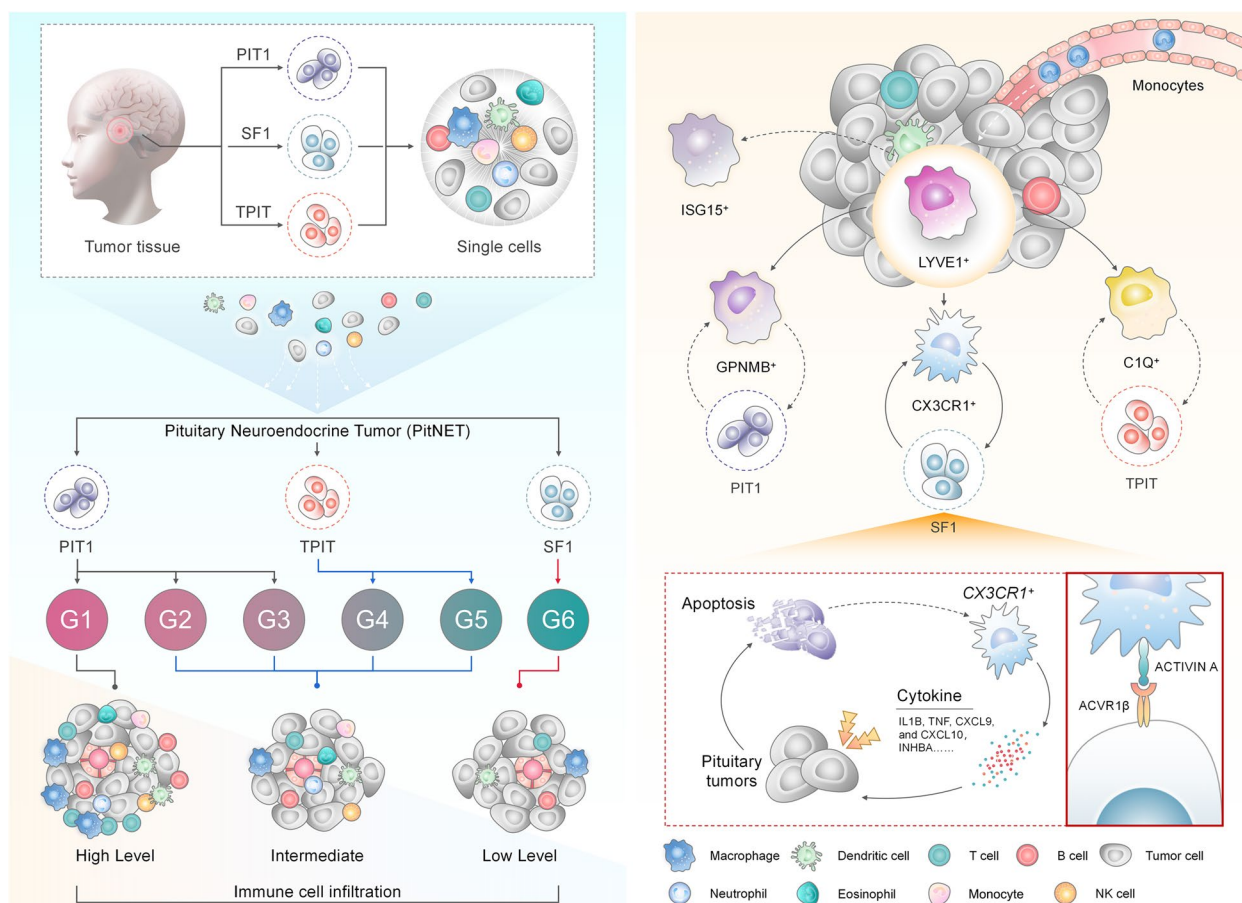 PIT1
SF1
TPIT
Tumor tissue
Single cells
Pituitary Neuroendocrine Tumor (PitNET)
PIT1
TPIT
SF1
G1
G2
G3
G4
G5
G6
High Level
Intermediate
Low Level
Immune cell infiltration
Monocytes
ISG15⁺
LYVE1⁺
GPNMB⁺
CX3CR1⁺
C1Q⁺
PIT1
SF1
TPIT
Apoptosis
CX3CR1⁺
Cytokine
IL1B, TNF, CXCL9,
and CXCL10,
INHBA......
Pituitary
tumors
ACTIVIN A
ACVR1β
Macrophage
Dendritic cell
T cell
B cell
Tumor cell
Neutrophil
Eosinophil
Monocyte
NK cell